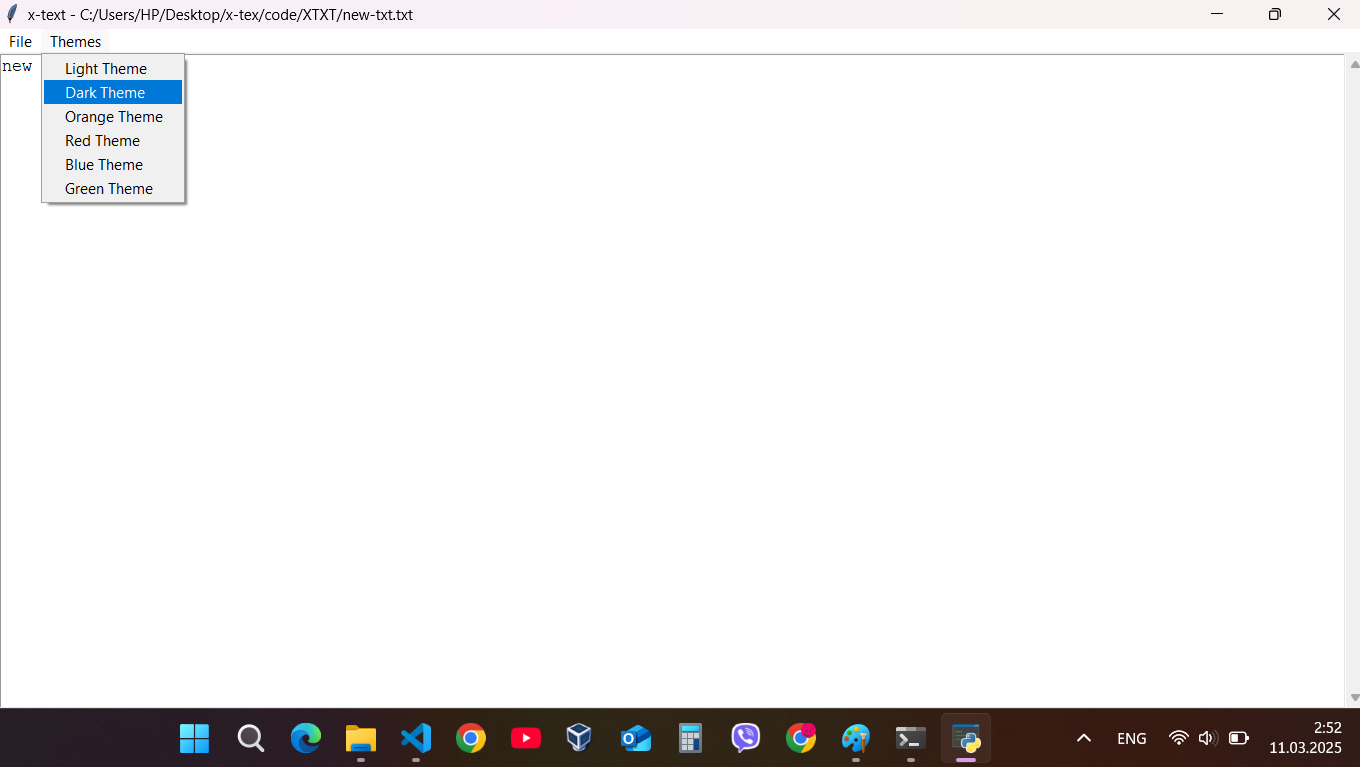 x-text - C:/Users/HP/Desktop/x-tex/code/XTXT/new-txt.txt
File Themes
new
Light Theme
Dark Theme
Orange Theme
Red Theme
Blue Theme
Green Theme
ENG
2:52
11.03.2025